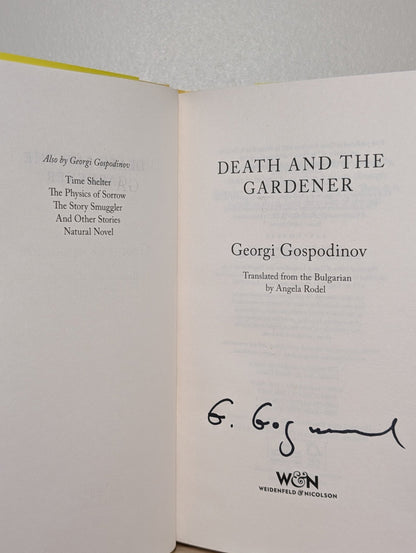 Also by Georgi Gospodinov
Time Shelter
The Physics of Sorrow
The Story Smuggler
And Other Stories
Natural Novel
DEATH AND THE
GARDENER
Georgi Gospodinov
Translated from the Bulgarian
by Angela Rodel
G. Gos
W&N
WEIDENFELD & NICOLSON